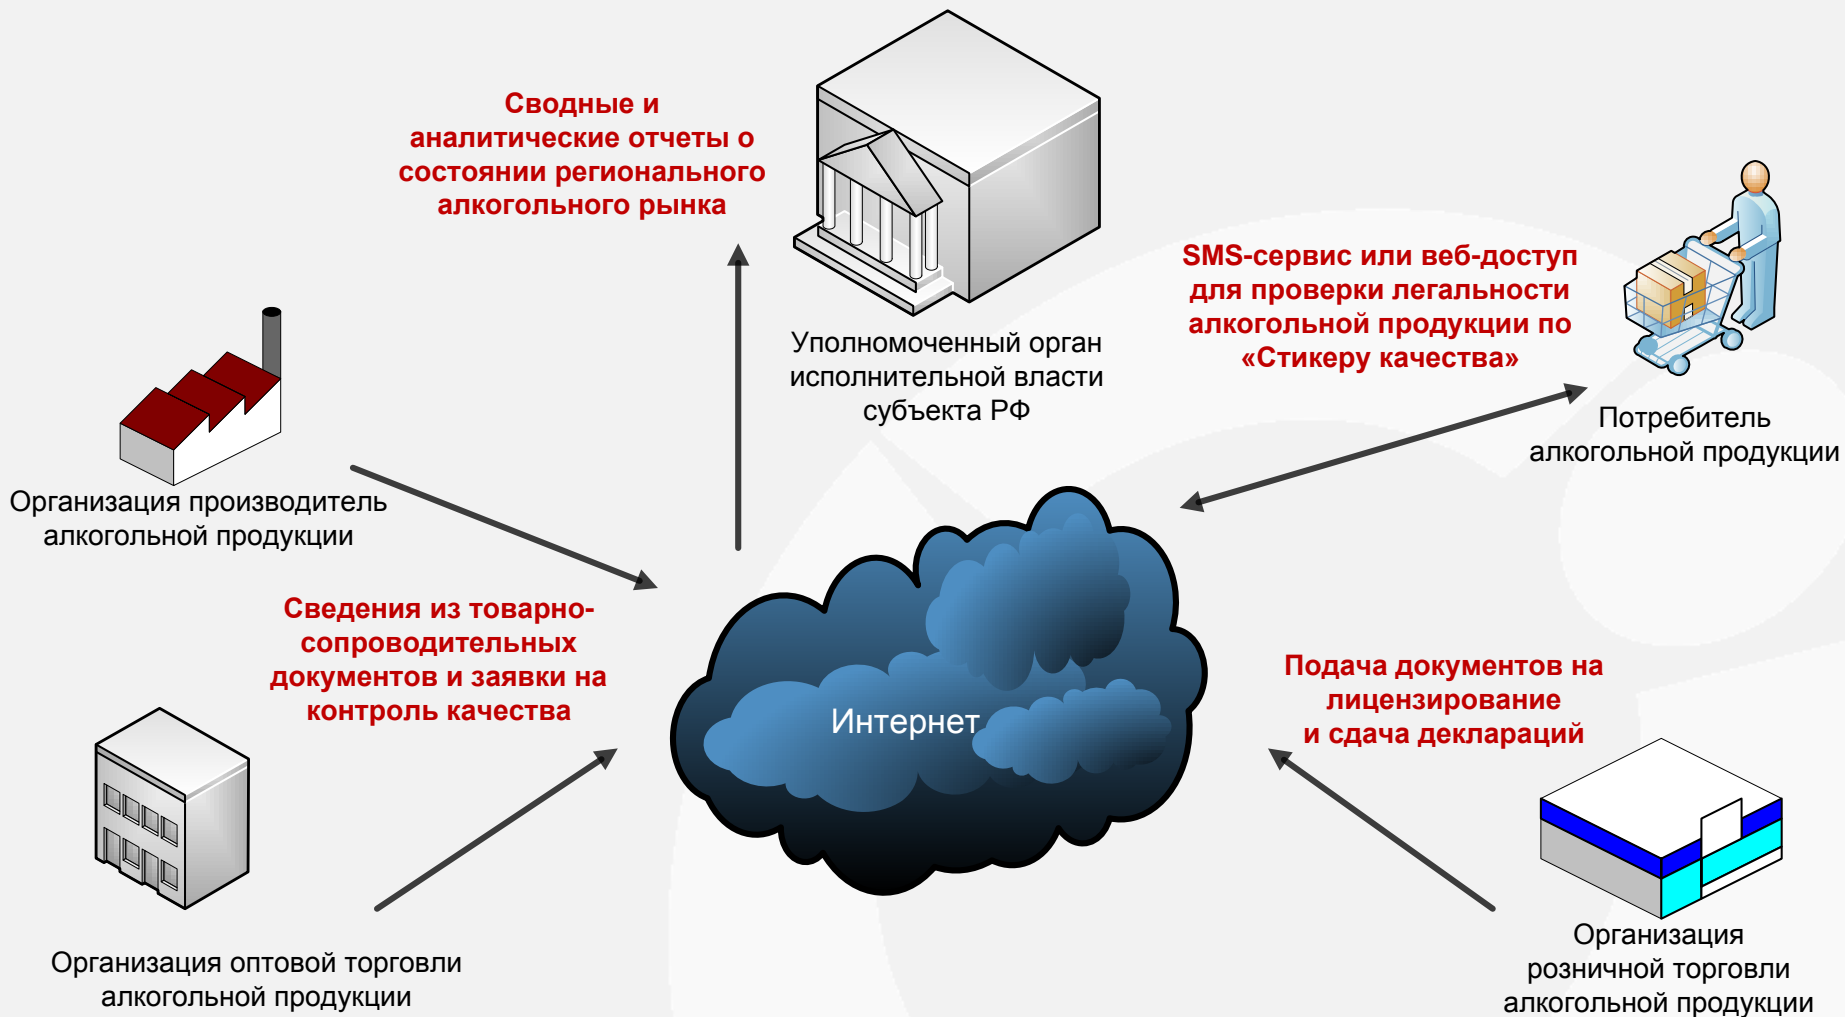 Сводные и
аналитические отчеты о
состоянии регионального
алкогольного рынка
Уполномоченный орган
исполнительной власти
субъекта РФ
SMS-сервис или веб-доступ
для проверки легальности
алкогольной продукции по
«Стикеру качества»
Потребитель
алкогольной продукции
Организация производитель
алкогольной продукции
Сведения из товарно-
сопроводительных
документов и заявки на
контроль качества
Интернет
Подача документов на
лицензирование
и сдача деклараций
Организация оптовой торговли
алкогольной продукции
Организация
розничной торговли
алкогольной продукции